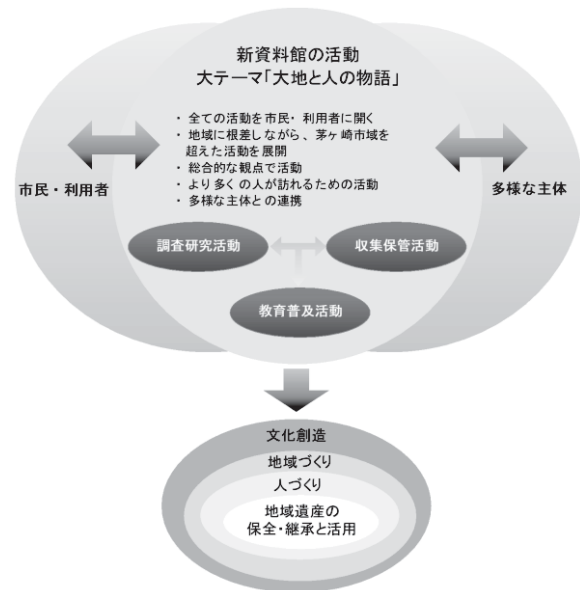 新資料館の活動
大テーマ「大地と人の物語」
・ 全ての活動を市民・利用者に開く
・ 地域に根差しながら、茅ヶ崎市域を
超えた活動を展開
・ 総合的な観点で活動
・ より多くの人が訪れるための活動
・ 多様な主体との連携
市民・利用者
多様な主体
調査研究活動
収集保管活動
教育普及活動
文化創造
地域づくり
人づくり
地域遺産の
保全・継承と活用